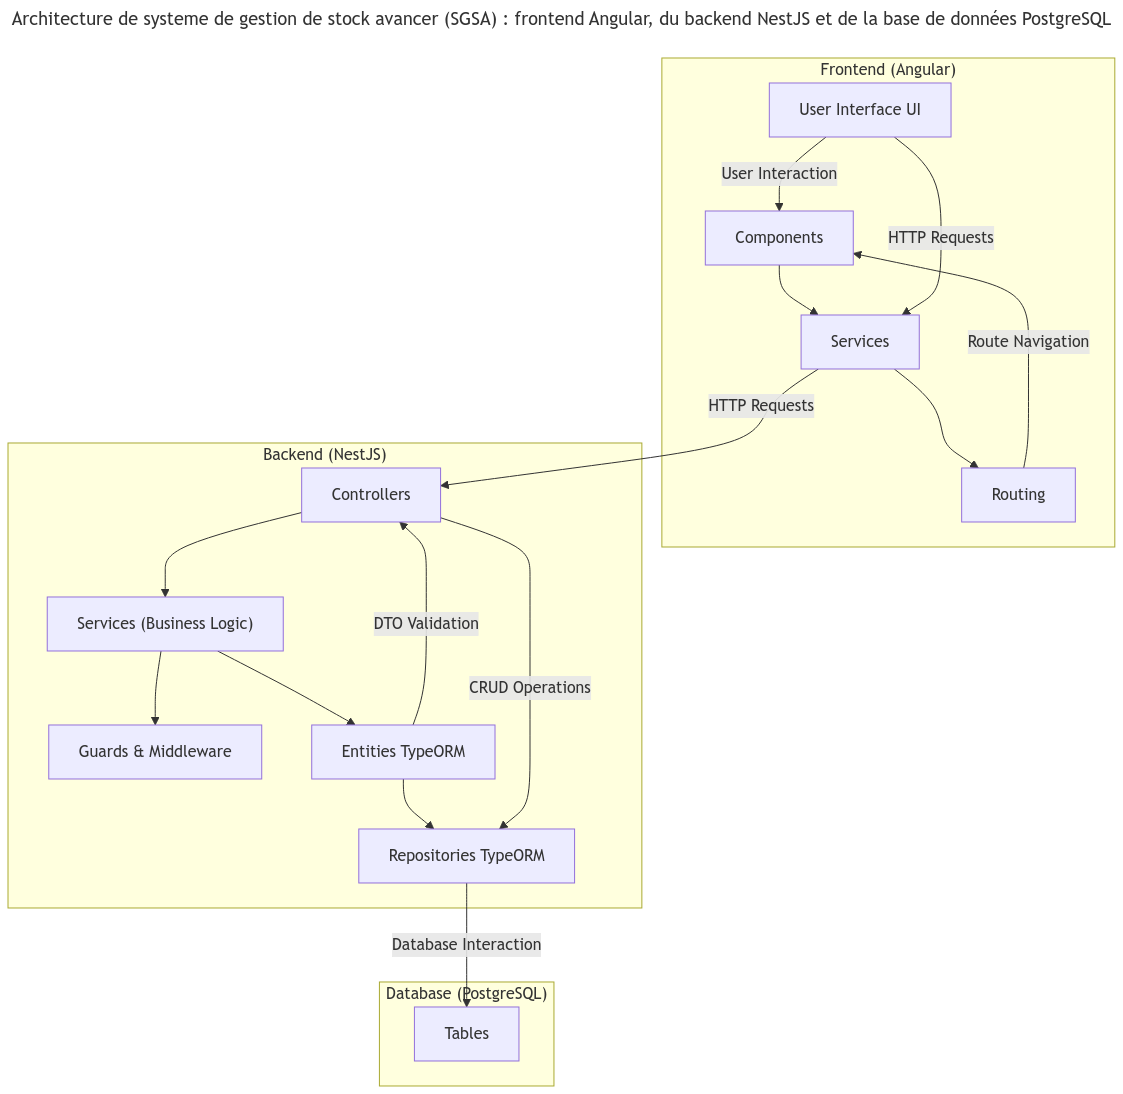 Architecture de systeme de gestion de stock avancer (SGSA) : frontend Angular, du backend NestJS et de la base de données PostgreSQL
Frontend (Angular)
User Interface UI
User Interaction
Components
HTTP Requests
Services
Route Navigation
HTTP Requests
Routing
Backend (NestJS)
Controllers
Services (Business Logic)
DTO Validation
CRUD Operations
Guards & Middleware
Entities TypeORM
Repositories TypeORM
Database Interaction
Database (PostgreSQL)
Tables